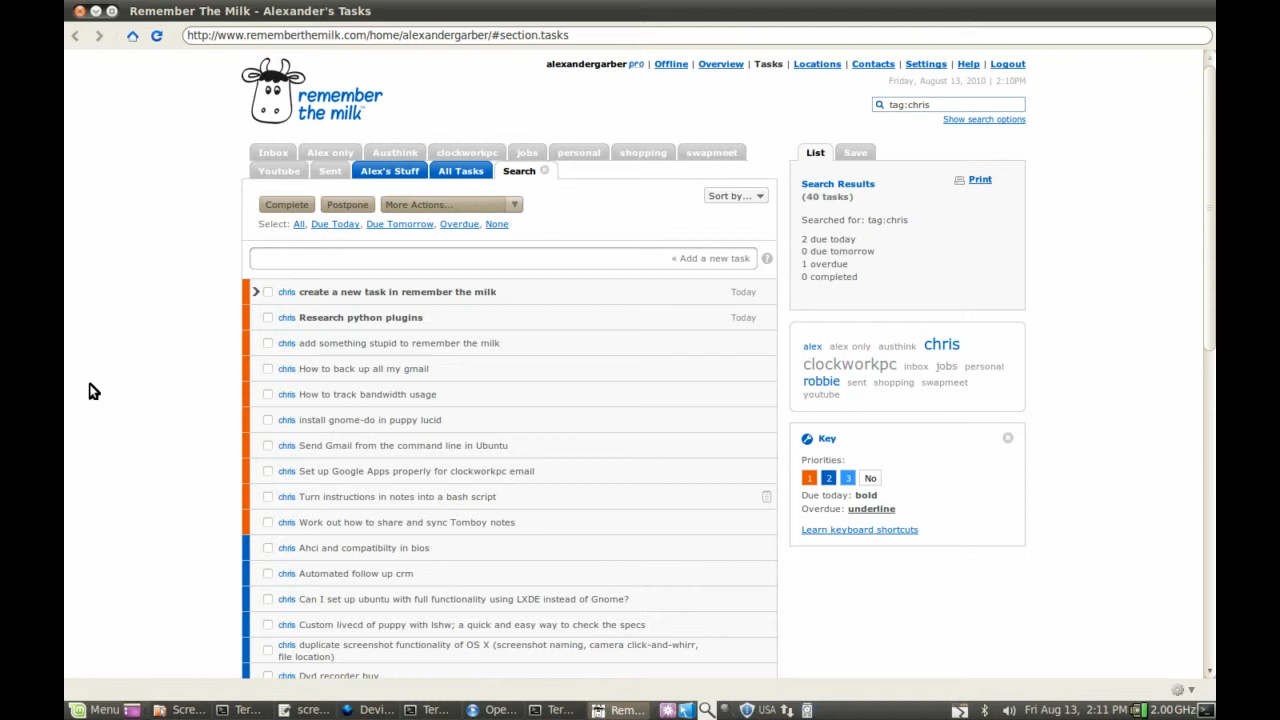 Remember The Milk - Alexander's Tasks
http://www.rememberthemilk.com/home/alexandergarber/#section.tasks
remember the milk
alexandergarber pro | Offline | Overview | Tasks | Locations | Contacts | Settings | Help | Logout
Friday, August 13, 2010 | 2:10PM
tag:chris
Show search options
Inbox Alex only Austhink clockworkpc jobs personal shopping swapmeet
Youtube Sent Alex's Stuff All Tasks Search
Complete Postpone More Actions...
Sort by...
Select: All, Due Today, Due Tomorrow, Overdue, None
« Add a new task
chris create a new task in remember the milk Today
chris Research python plugins Today
chris add something stupid to remember the milk
chris How to back up all my gmail
chris How to track bandwidth usage
chris install gnome-do in puppy lucid
chris Send Gmail from the command line in Ubuntu
chris Set up Google Apps properly for clockworkpc email
chris Turn instructions in notes into a bash script
chris Work out how to share and sync Tomboy notes
chris Ahci and compatibilty in bios
chris Automated follow up crm
chris Can I set up ubuntu with full functionality using LXDE instead of Gnome?
chris Custom livecd of puppy with lshw; a quick and easy way to check the specs
chris duplicate screenshot functionality of OS X (screenshot naming, camera click-and-whirr,
file location)
chris Dvd recorder buy
List Save
Search Results Print
(40 tasks)
Searched for: tag:chris
2 due today
0 due tomorrow
1 overdue
0 completed
alex alex only austhink chris
clockworkpc inbox jobs personal
robbie sent shopping swapmeet
youtube
Key
Priorities:
1 2 3 No
Due today: bold
Overdue: underline
Learn keyboard shortcuts
Menu Scre... Ter... scre... Devi... Ter... Ope... Ter... Rem... USA Fri Aug 13, 2:11 PM 2.00 GHz